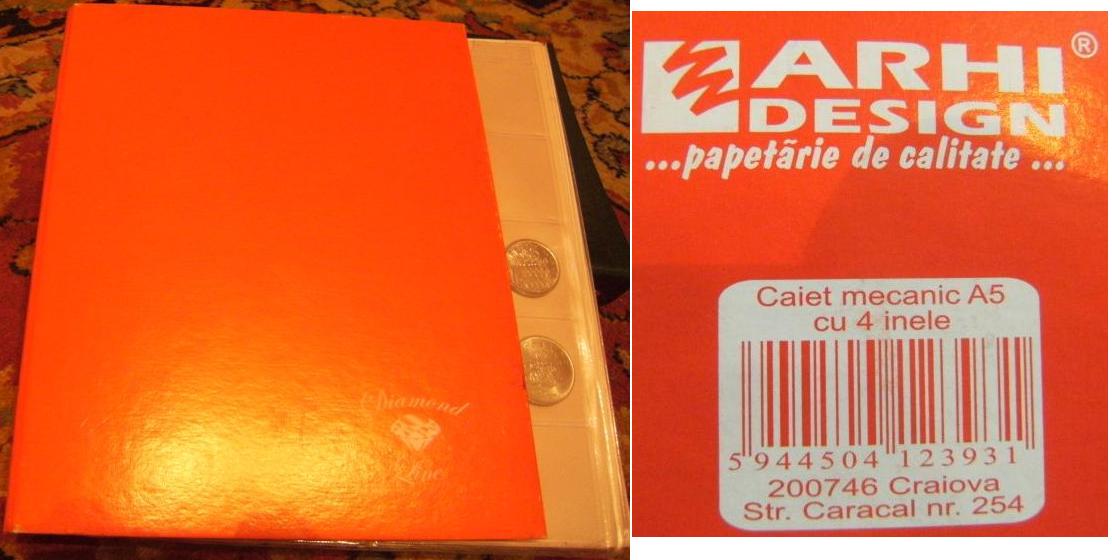 Diamond
Line
ARHI ®
DESIGN
...papetărie de calitate ...
Caiet mecanic A5
cu 4 inele
5 944504 123931
200746 Craiova
Str. Caracal nr. 254